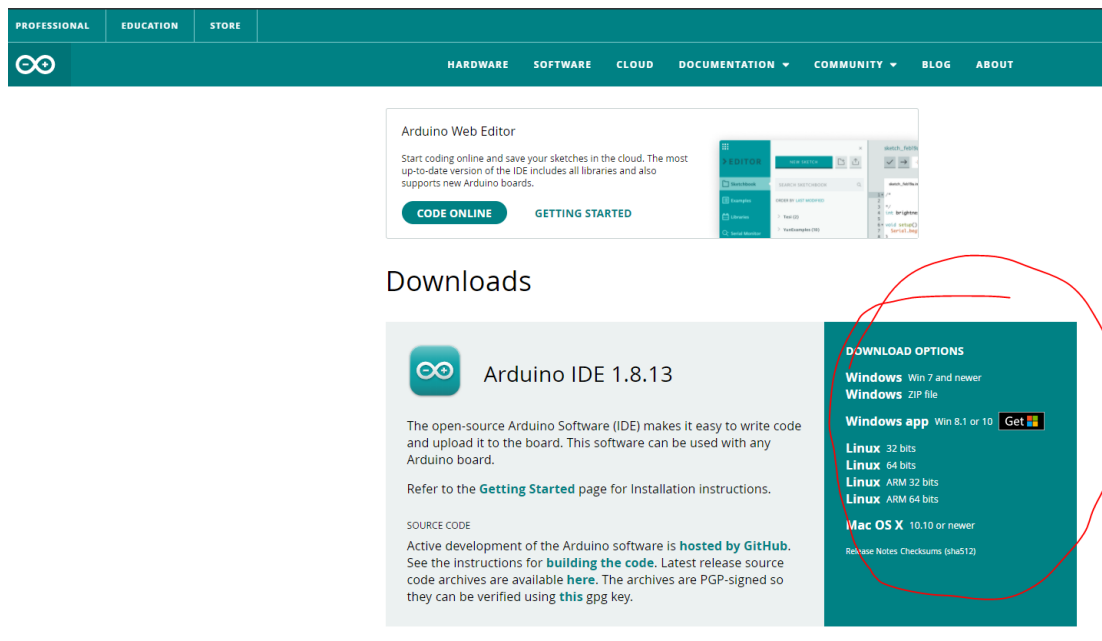 PROFESSIONAL EDUCATION STORE
HARDWARE SOFTWARE CLOUD DOCUMENTATION COMMUNITY BLOG ABOUT
Arduino Web Editor
Start coding online and save your sketches in the cloud. The most
up-to-date version of the IDE includes all libraries and also
supports new Arduino boards.
CODE ONLINE GETTING STARTED
EDITOR
NEW SKETCH
Sketchbook
SEARCH SKETCHBOOK
Examples
ORDER BY LAST MODIFIED
Libraries
Serial Monitor
Downloads
Arduino IDE 1.8.13
The open-source Arduino Software (IDE) makes it easy to write code
and upload it to the board. This software can be used with any
Arduino board.
Refer to the Getting Started page for Installation instructions.
SOURCE CODE
Active development of the Arduino software is hosted by GitHub.
See the instructions for building the code. Latest release source
code archives are available here. The archives are PGP-signed so
they can be verified using this gpg key.
DOWNLOAD OPTIONS
Windows Win 7 and newer
Windows ZIP file
Windows app Win 8.1 or 10 Get
Linux 32 bits
Linux 64 bits
Linux ARM 32 bits
Linux ARM 64 bits
Mac OS X 10.10 or newer
Release Notes Checksums (sha512)